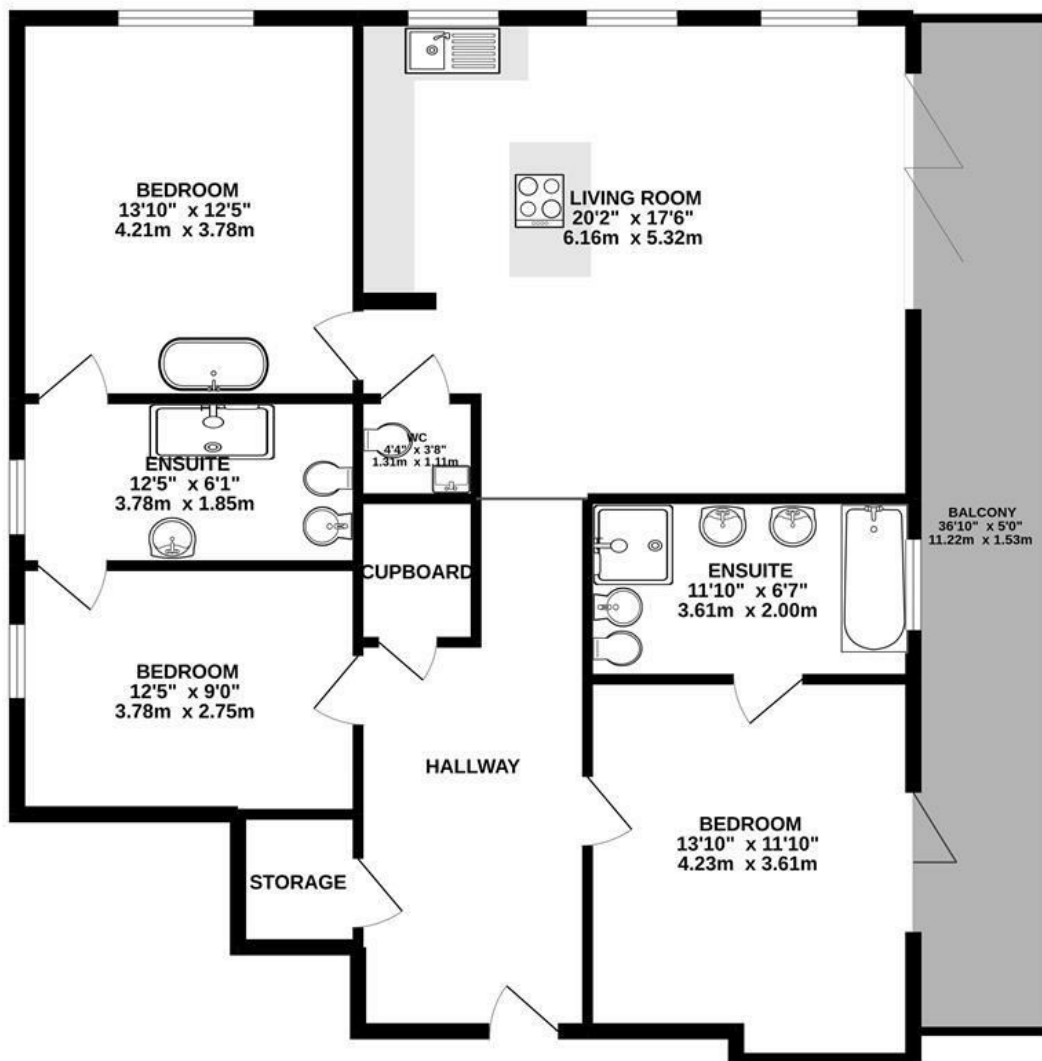 BEDROOM
13'10" x 12'5"
4.21m x 3.78m
LIVING ROOM
20'2" x 17'6"
6.16m x 5.32m
WC
4'4" x 3'8"
1.31m x 1.11m
ENSUITE
12'5" x 6'1"
3.78m x 1.85m
BALCONY
36'10" x 5'0"
11.22m x 1.53m
CUPBOARD
ENSUITE
11'10" x 6'7"
3.61m x 2.00m
BEDROOM
12'5" x 9'0"
3.78m x 2.75m
HALLWAY
BEDROOM
13'10" x 11'10"
4.23m x 3.61m
STORAGE